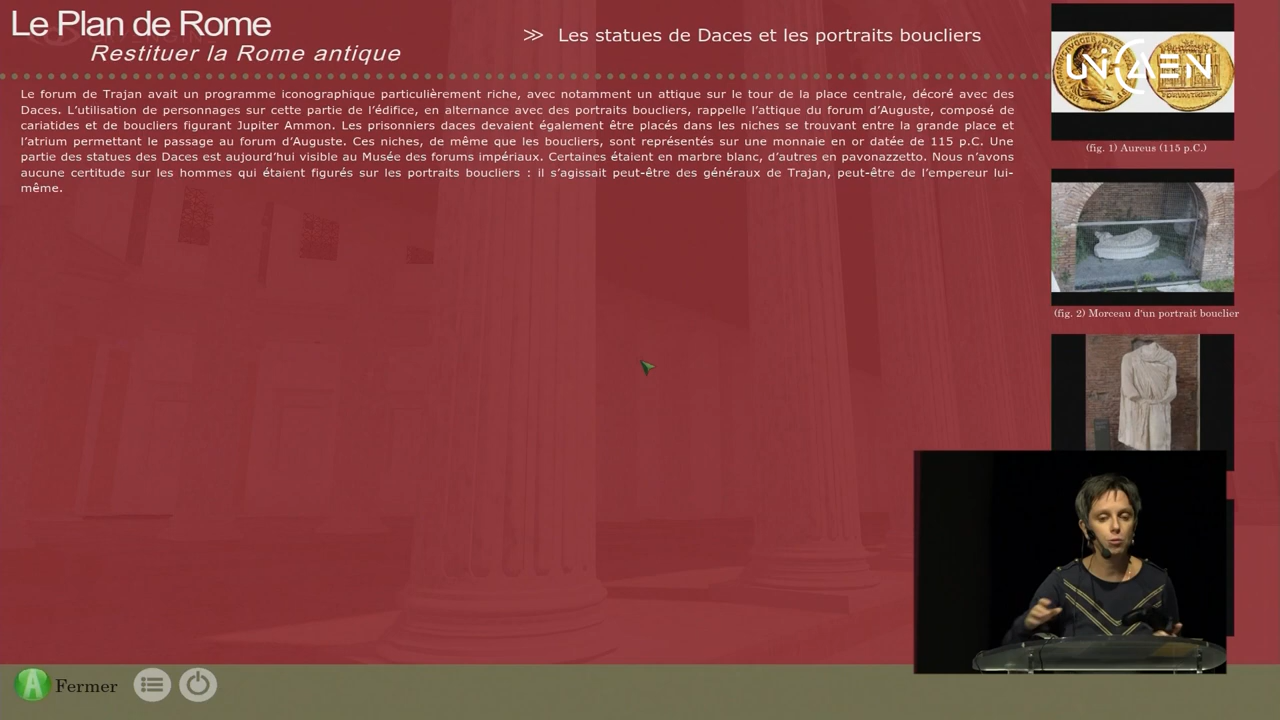 Le Plan de Rome
Restituer la Rome antique
>> Les statues de Daces et les portraits boucliers
Le forum de Trajan avait un programme iconographique particulièrement riche, avec notamment un attique sur le tour de la place centrale, décoré avec des
Daces. L’utilisation de personnages sur cette partie de l’édifice, en alternance avec des portraits boucliers, rappelle l’attique du forum d’Auguste, composé de
cariatides et de boucliers figurant Jupiter Ammon. Les prisonniers daces devaient également être placés dans les niches se trouvant entre la grande place et
l’atrium permettant le passage au forum d’Auguste. Ces niches, de même que les boucliers, sont représentés sur une monnaie en or datée de 115 p.C. Une
partie des statues des Daces est aujourd’hui visible au Musée des forums impériaux. Certaines étaient en marbre blanc, d’autres en pavonazzetto. Nous n’avons
aucune certitude sur les hommes qui étaient figurés sur les portraits boucliers : il s’agissait peut-être des généraux de Trajan, peut-être de l’empereur lui-
même.
UNICAEN
(fig. 1) Aureus (115 p.C.)
(fig. 2) Morceau d'un portrait bouclier
A Fermer